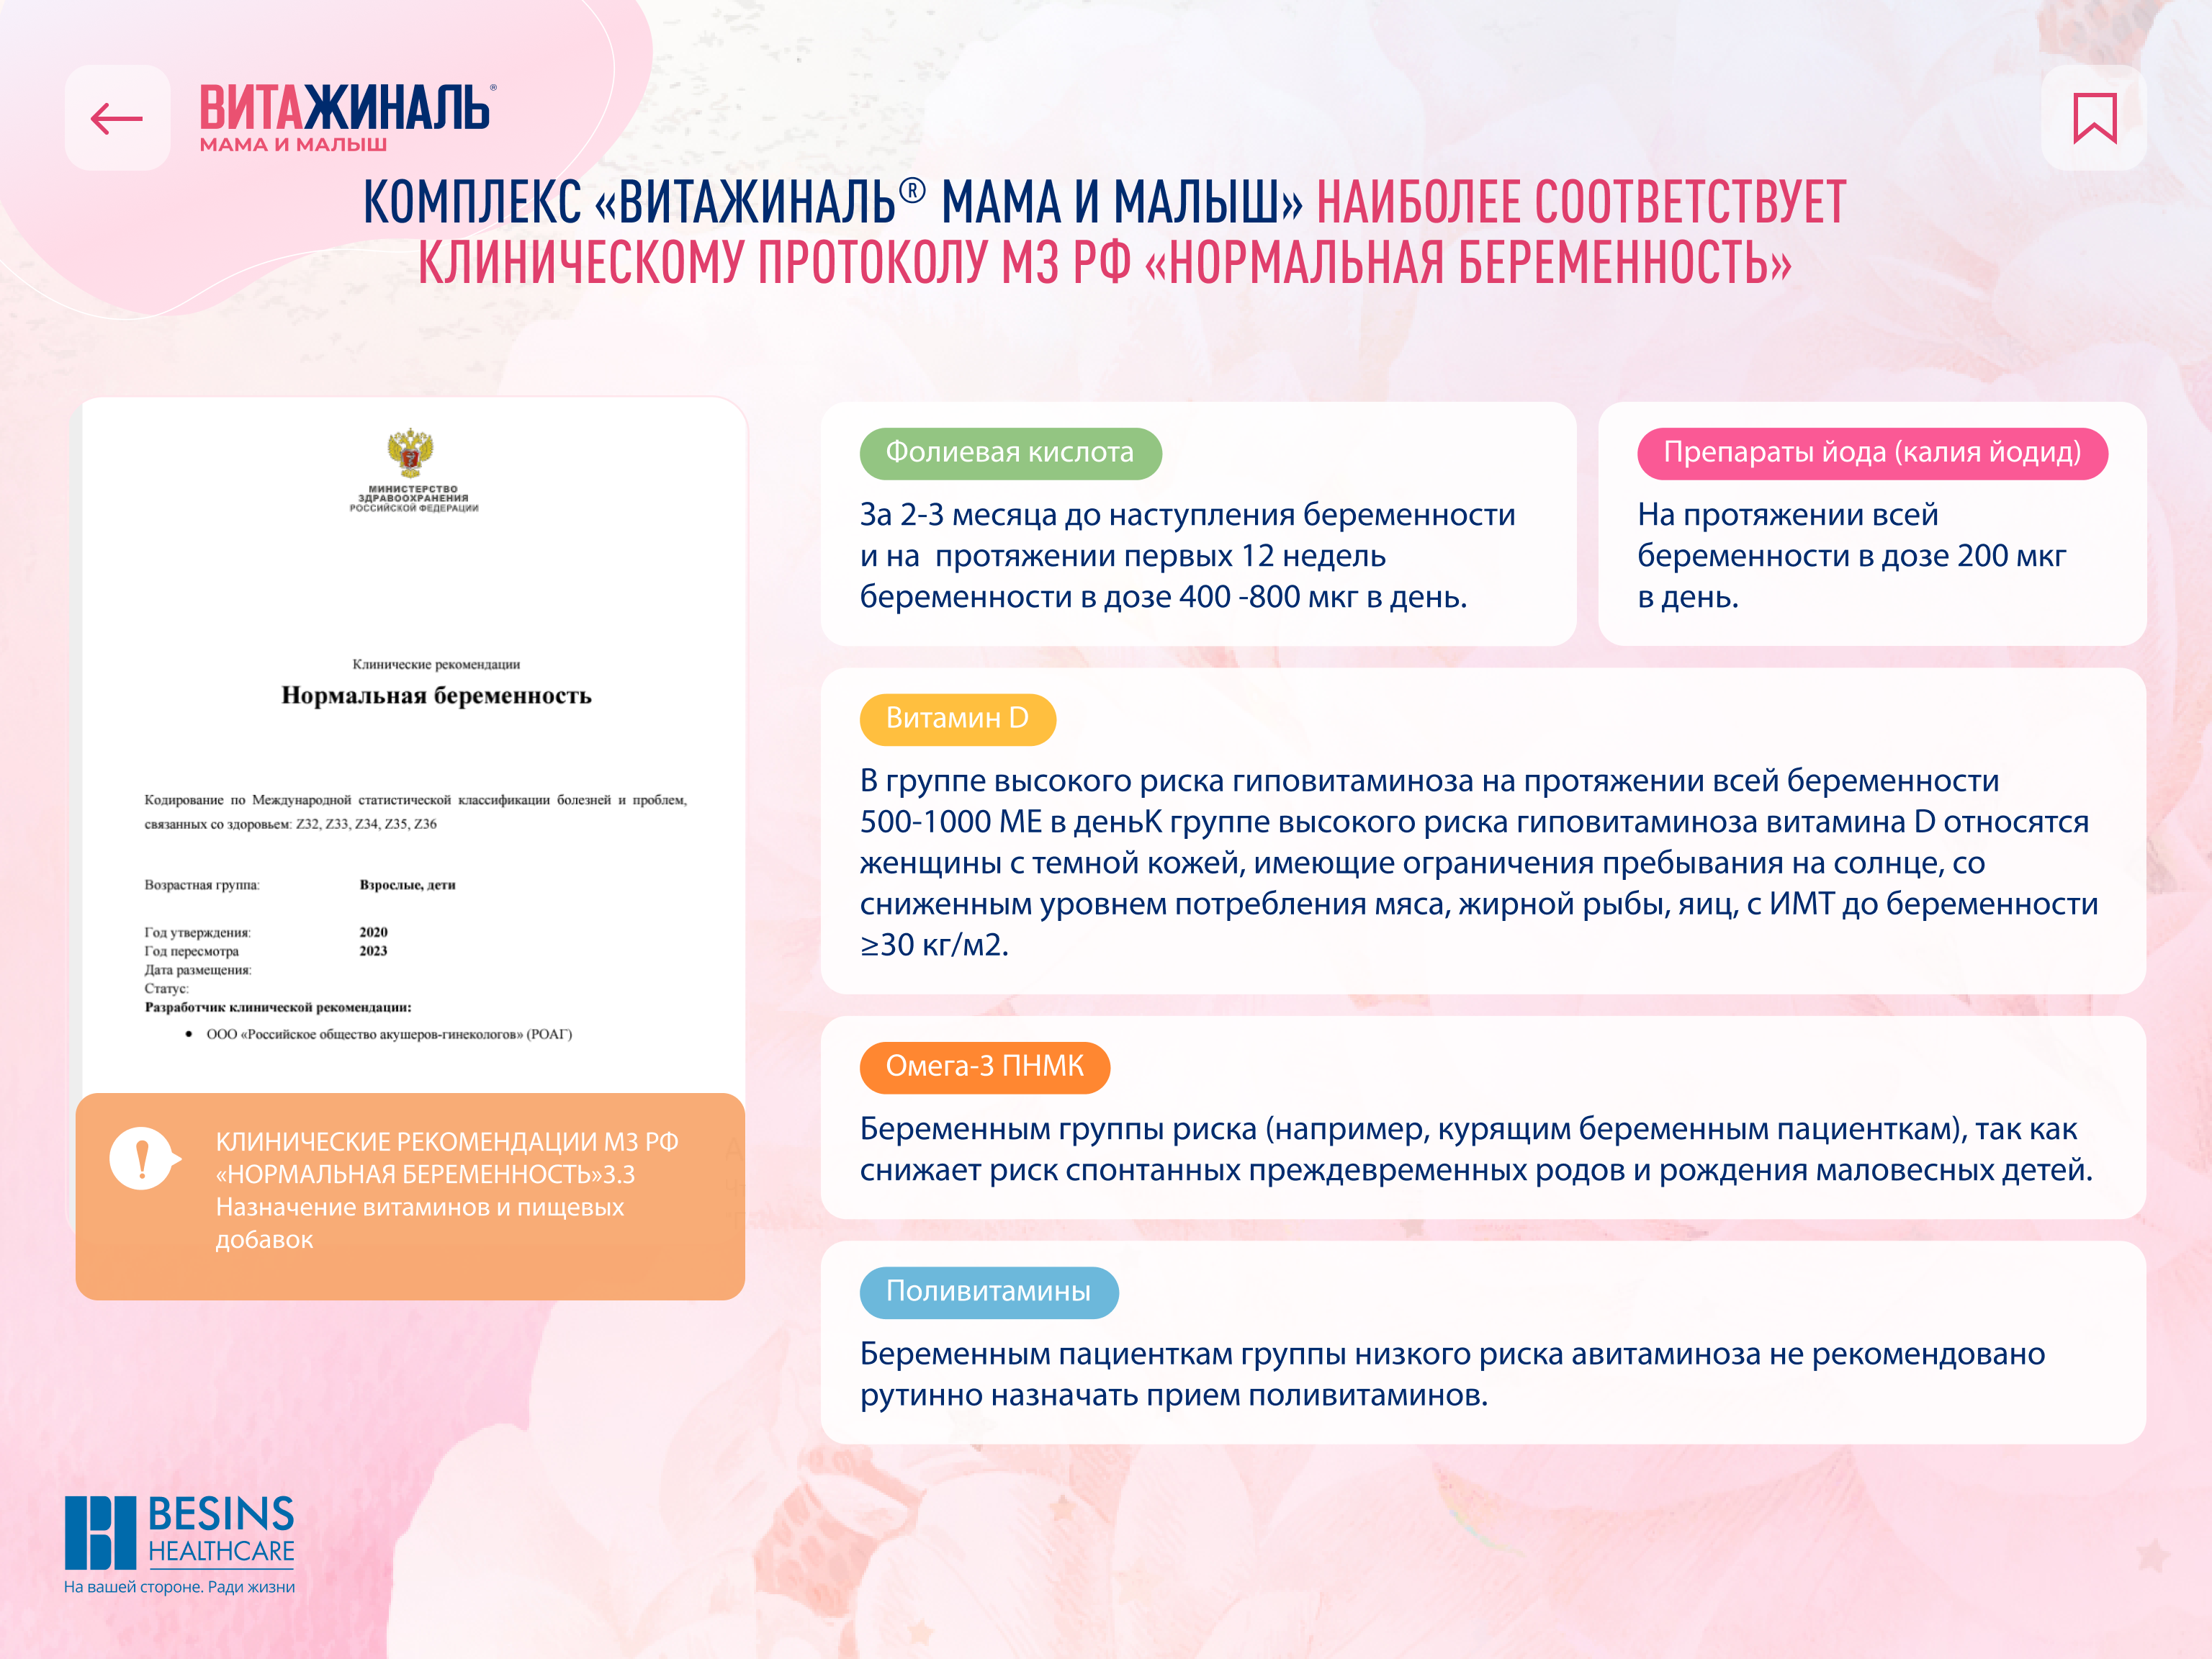 ВИТАЖИНАЛЬ®
МАМА И МАЛЫШ
КОМПЛЕКС «ВИТАЖИНАЛЬ® МАМА И МАЛЫШ» НАИБОЛЕЕ СООТВЕТСТВУЕТ
КЛИНИЧЕСКОМУ ПРОТОКОЛУ МЗ РФ «НОРМАЛЬНАЯ БЕРЕМЕННОСТЬ»
МИНИСТЕРСТВО
ЗДРАВООХРАНЕНИЯ
РОССИЙСКОЙ ФЕДЕРАЦИИ
Клинические рекомендации
Нормальная беременность
Кодирование по Международной статистической классификации болезней и проблем,
связанных со здоровьем: Z32, Z33, Z34, Z35, Z36
Возрастная группа: Взрослые, дети
Год утверждения: 2020
Год пересмотра 2023
Дата размещения:
Статус:
Разработчик клинической рекомендации:
• ООО «Российское общество акушеров-гинекологов» (РОАГ)
КЛИНИЧЕСКИЕ РЕКОМЕНДАЦИИ МЗ РФ
«НОРМАЛЬНАЯ БЕРЕМЕННОСТЬ»3.3
Назначение витаминов и пищевых
добавок
Фолиевая кислота
За 2-3 месяца до наступления беременности
и на  протяжении первых 12 недель
беременности в дозе 400 -800 мкг в день.
Препараты йода (калия йодид)
На протяжении всей
беременности в дозе 200 мкг
в день.
Витамин D
В группе высокого риска гиповитаминоза на протяжении всей беременности
500-1000 МЕ в деньК группе высокого риска гиповитаминоза витамина D относятся
женщины с темной кожей, имеющие ограничения пребывания на солнце, со
сниженным уровнем потребления мяса, жирной рыбы, яиц, с ИМТ до беременности
≥30 кг/м2.
Омега-3 ПНМК
Беременным группы риска (например, курящим беременным пациенткам), так как
снижает риск спонтанных преждевременных родов и рождения маловесных детей.
Поливитамины
Беременным пациенткам группы низкого риска авитаминоза не рекомендовано
рутинно назначать прием поливитаминов.
BESINS
HEALTHCARE
На вашей стороне. Ради жизни